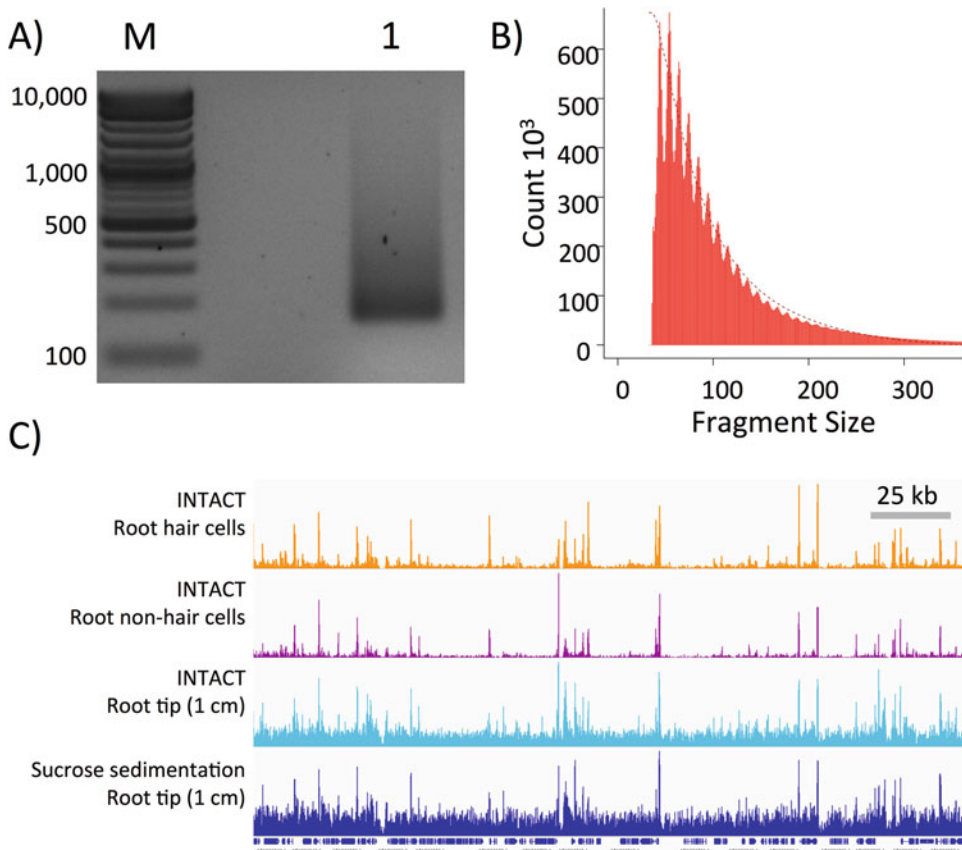 A)
M
1
10,000
1,000
500
100
B)
600
500
400
300
200
100
0
Count 10³
0
100
200
300
Fragment Size
C)
25 kb
INTACT
Root hair cells
INTACT
Root non-hair cells
INTACT
Root tip (1 cm)
Sucrose sedimentation
Root tip (1 cm)